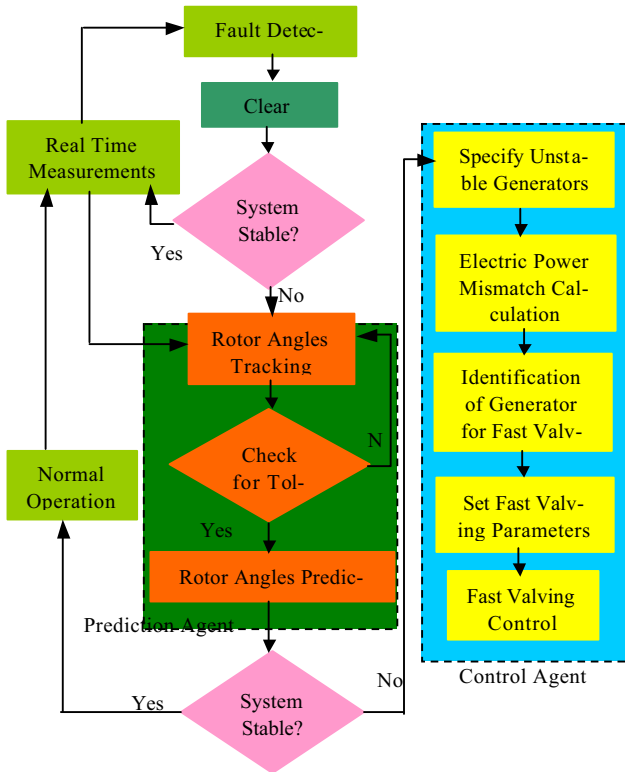 Fault Detec-
Clear
Real Time
Measurements
System
Stable?
Yes
No
Rotor Angles
Tracking
Check
for Tol-
N
Yes
Rotor Angles Predic-
Prediction Agent
Normal
Operation
System
Stable?
Yes
No
Specify Unsta-
ble Generators
Electric Power
Mismatch Cal-
culation
Identification
of Generator
for Fast Valv-
Set Fast Valv-
ing Parameters
Fast Valving
Control
Control Agent